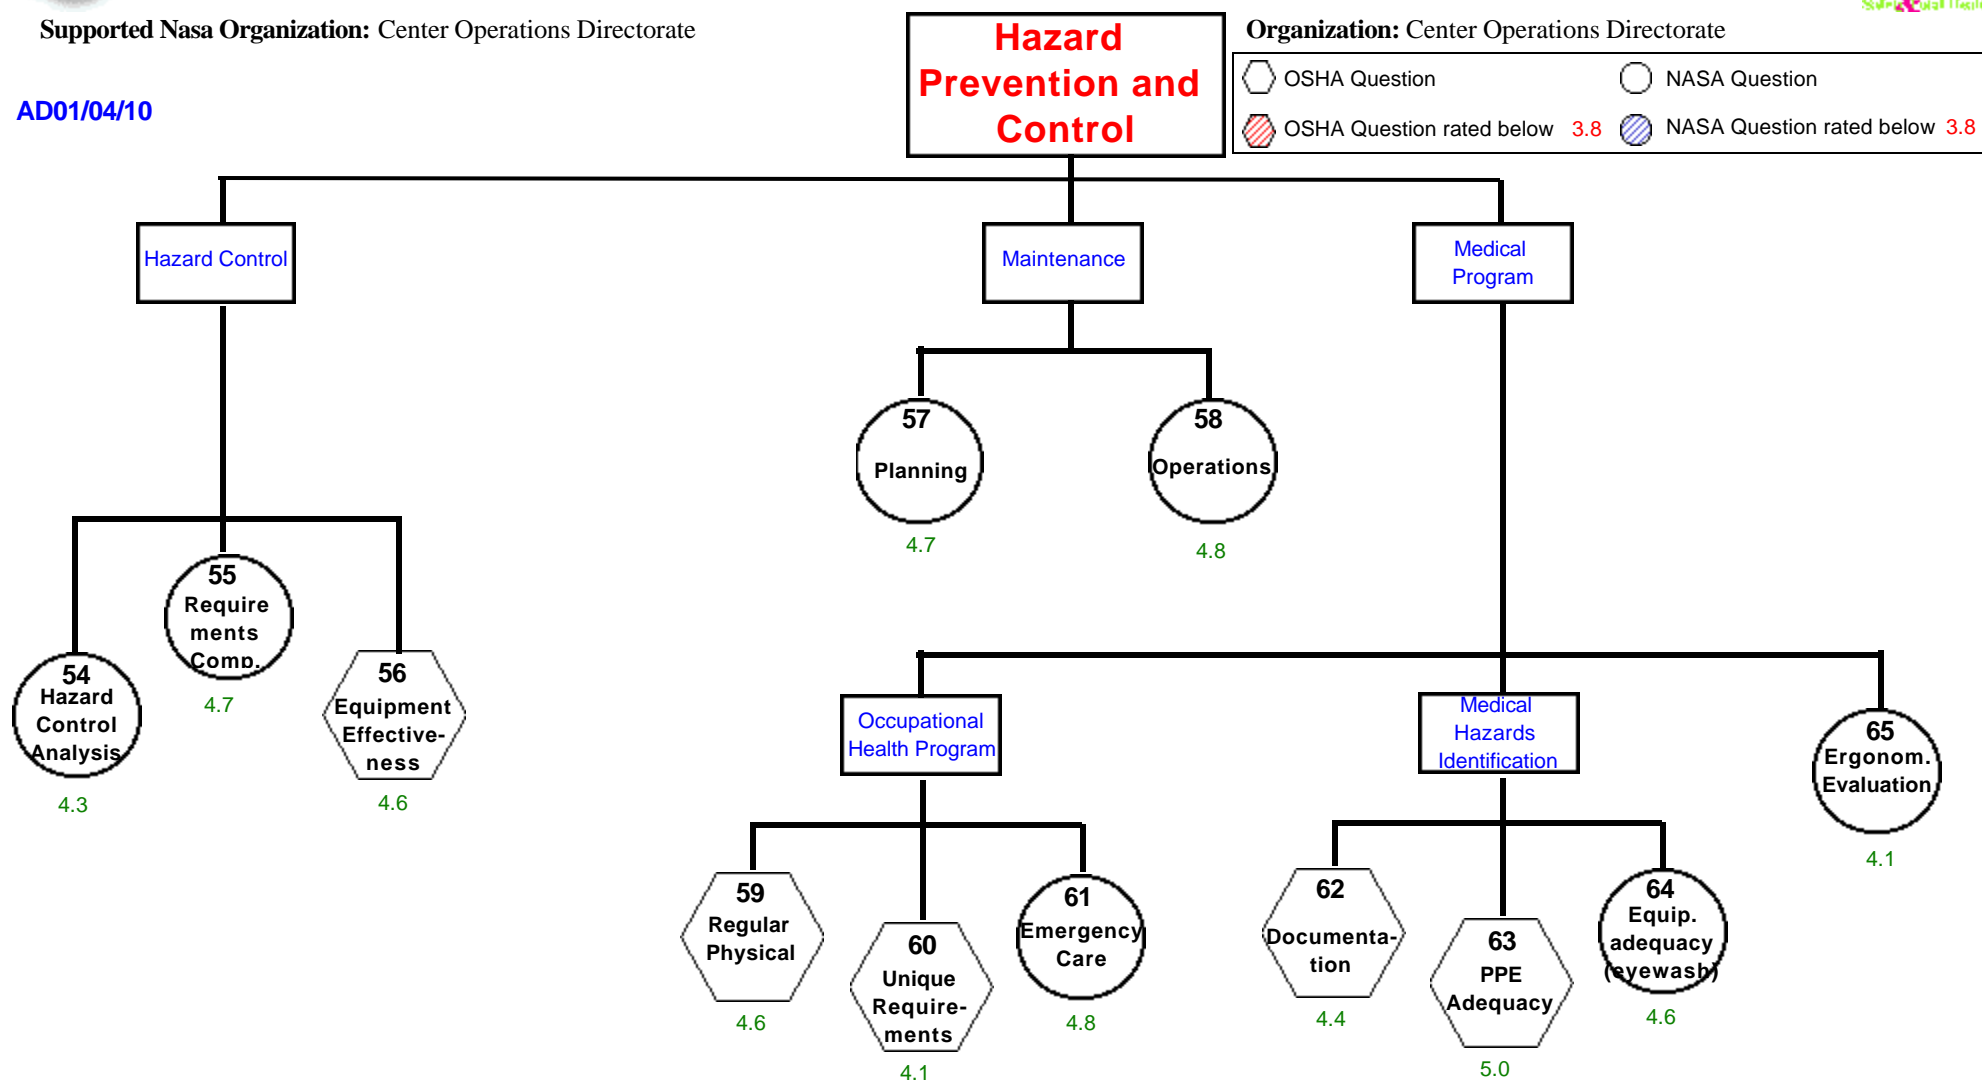 Supported Nasa Organization: Center Operations Directorate
Hazard
Prevention and
Control
Organization: Center Operations Directorate
OSHA Question
NASA Question
OSHA Question rated below 3.8
NASA Question rated below 3.8
AD01/04/10
Hazard Control
Maintenance
Medical
Program
57
Planning
4.7
58
Operations
4.8
54
Hazard
Control
Analysis
4.3
55
Require
ments
Comp.
4.7
56
Equipment
Effective-
ness
4.6
Occupational
Health Program
Medical
Hazards
Identification
65
Ergonom.
Evaluation
4.1
59
Regular
Physical
4.6
60
Unique
Require-
ments
4.1
61
Emergency
Care
4.8
62
Documenta-
tion
4.4
63
PPE
Adequacy
5.0
64
Equip.
adequacy
(eyewash)
4.6